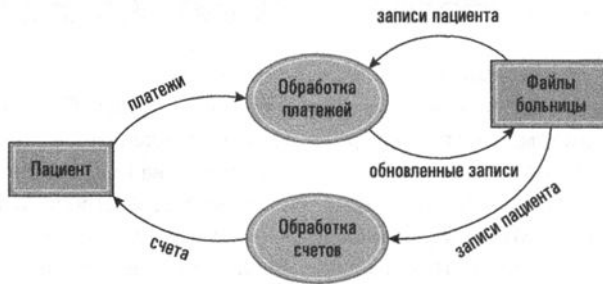 записи пациента
платежи
Обработка
платежей
Файлы
больницы
Пациент
обновленные записи
Обработка
счетов
счета
записи пациента